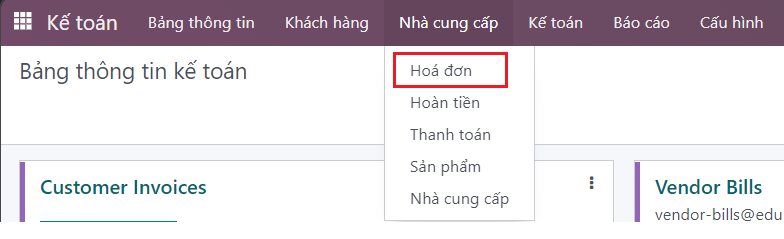 Kế toán Bảng thông tin Khách hàng Nhà cung cấp Kế toán Báo cáo Cấu hình
Bảng thông tin kế toán
Hoá đơn
Hoàn tiền
Thanh toán
Sản phẩm
Nhà cung cấp
Customer Invoices
Vendor Bills
vendor-bills@edu